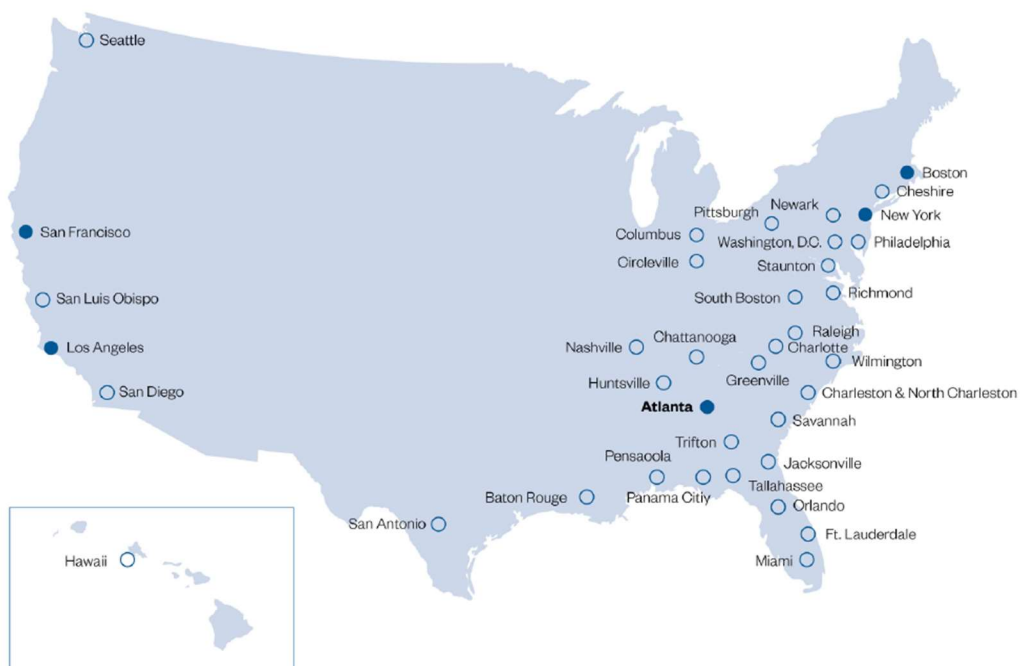 Seattle
Boston
Cheshire
Newark
Pittsburgh
New York
San Francisco
Columbus
Washington, D.C.
Philadelphia
Circleville
Staunton
San Luis Obispo
South Boston
Richmond
Raleigh
Chattanooga
Los Angeles
Nashville
Charlotte
Wilmington
Greenville
Huntsville
San Diego
Charleston & North Charleston
Atlanta
Savannah
Trifton
Pensaoola
Jacksonville
Tallahassee
Baton Rouge
Panama Citiy
Orlando
San Antonio
Ft. Lauderdale
Hawaii
Miami